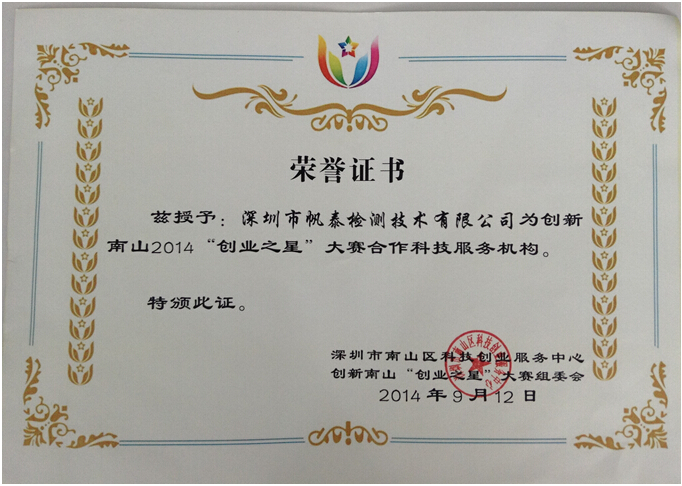 荣誉证书
兹授予：深圳市帆泰检测技术有限公司为创新
南山2014“创业之星”大赛合作科技服务机构。
特颁此证。
深圳市南山区科技创业服务中心
创新南山“创业之星”大赛组委会
2014年9月12日